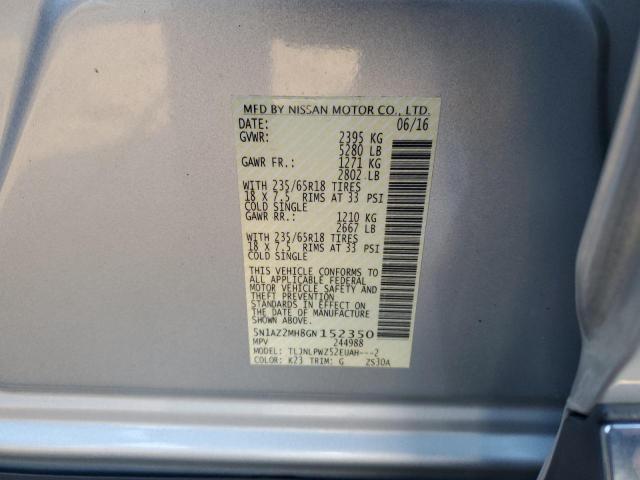 MFD BY NISSAN MOTOR CO., LTD.
DATE: 06/16
GVWR: 2395 KG
5280 LB
GAWR FR.: 1271 KG
2802 LB
WITH 235/65R18 TIRES
18 X 7.5 RIMS AT 33 PSI
COLD SINGLE
GAWR RR.: 1210 KG
2667 LB
WITH 235/65R18 TIRES
18 X 7.5 RIMS AT 33 PSI
COLD SINGLE
THIS VEHICLE CONFORMS TO
ALL APPLICABLE FEDERAL
MOTOR VEHICLE SAFETY AND
THEFT PREVENTION
STANDARDS IN EFFECT ON
THE DATE OF MANUFACTURE
SHOWN ABOVE.
5N1AZ2MH8GN152350
MPV 244988
MODEL: TLJNLPWZ52EUAH---2
COLOR: K23 TRIM: G ZS30A